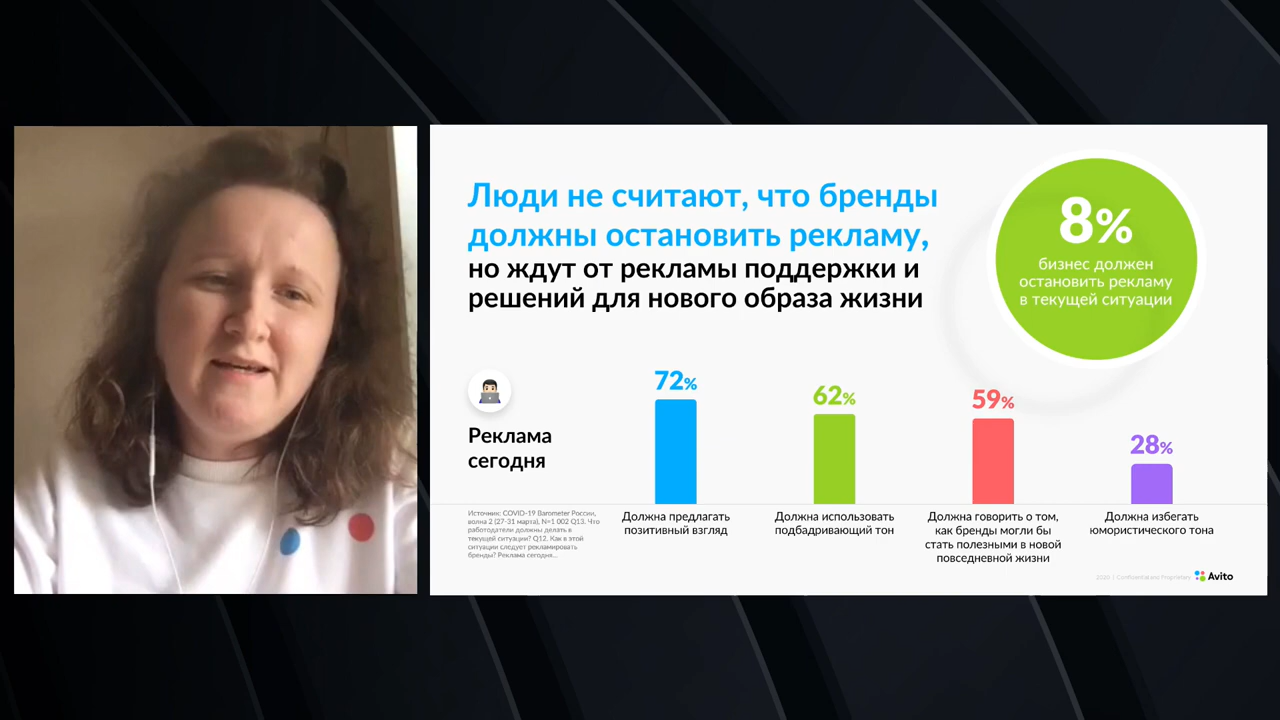 Люди не считают, что бренды
должны остановить рекламу,
но ждут от рекламы поддержки и
решений для нового образа жизни
8%
бизнес должен
остановить рекламу
в текущей ситуации
Реклама
сегодня
72%
62%
59%
28%
Должна предлагать
позитивный взгляд
Должна использовать
подбадривающий тон
Должна говорить о том,
как бренды могли бы
стать полезными в новой
повседневной жизни
Должна избегать
юмористического тона
Источник: COVID-19 Barometer России,
волна 2 (27-31 марта), N=1 002 Q13. Что
работодатели должны делать в
текущей ситуации? Q12. Как в этой
ситуации следует рекламировать
бренды? Реклама сегодня...
2020 | Confidential and Proprietary
Avito